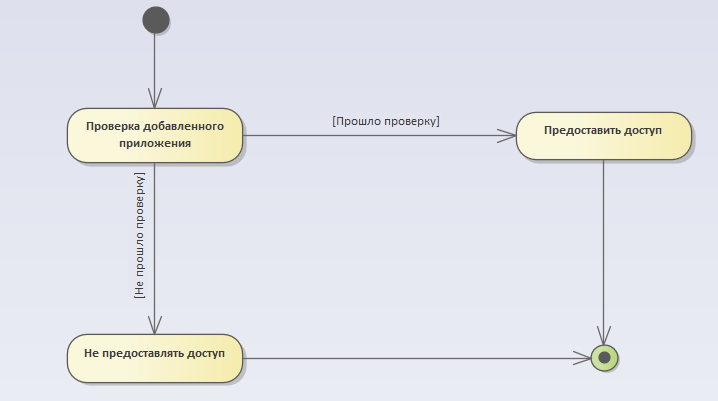 [Прошло проверку]
Проверка добавленного
приложения
Предоставить доступ
[Не прошло проверку]
Не предоставлять доступ